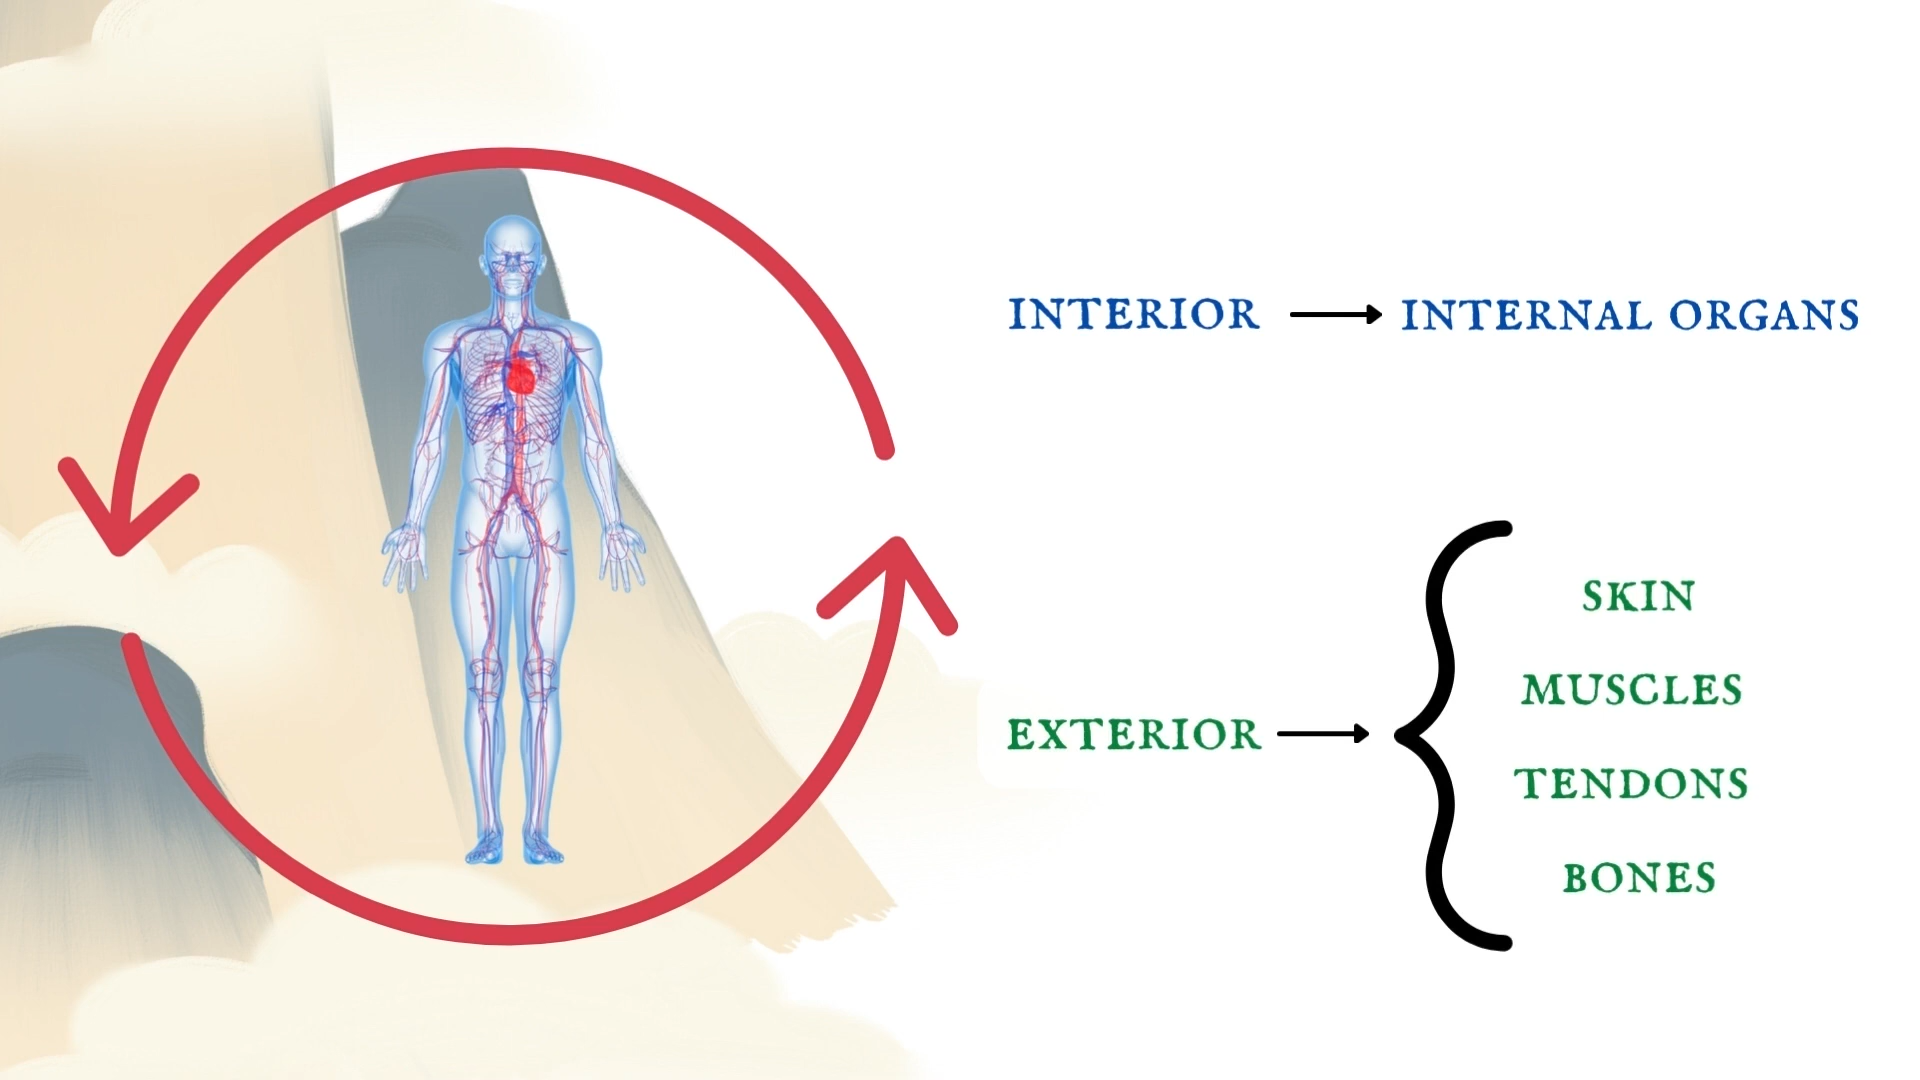 INTERIOR → INTERNAL ORGANS
EXTERIOR →
SKIN
MUSCLES
TENDONS
BONES